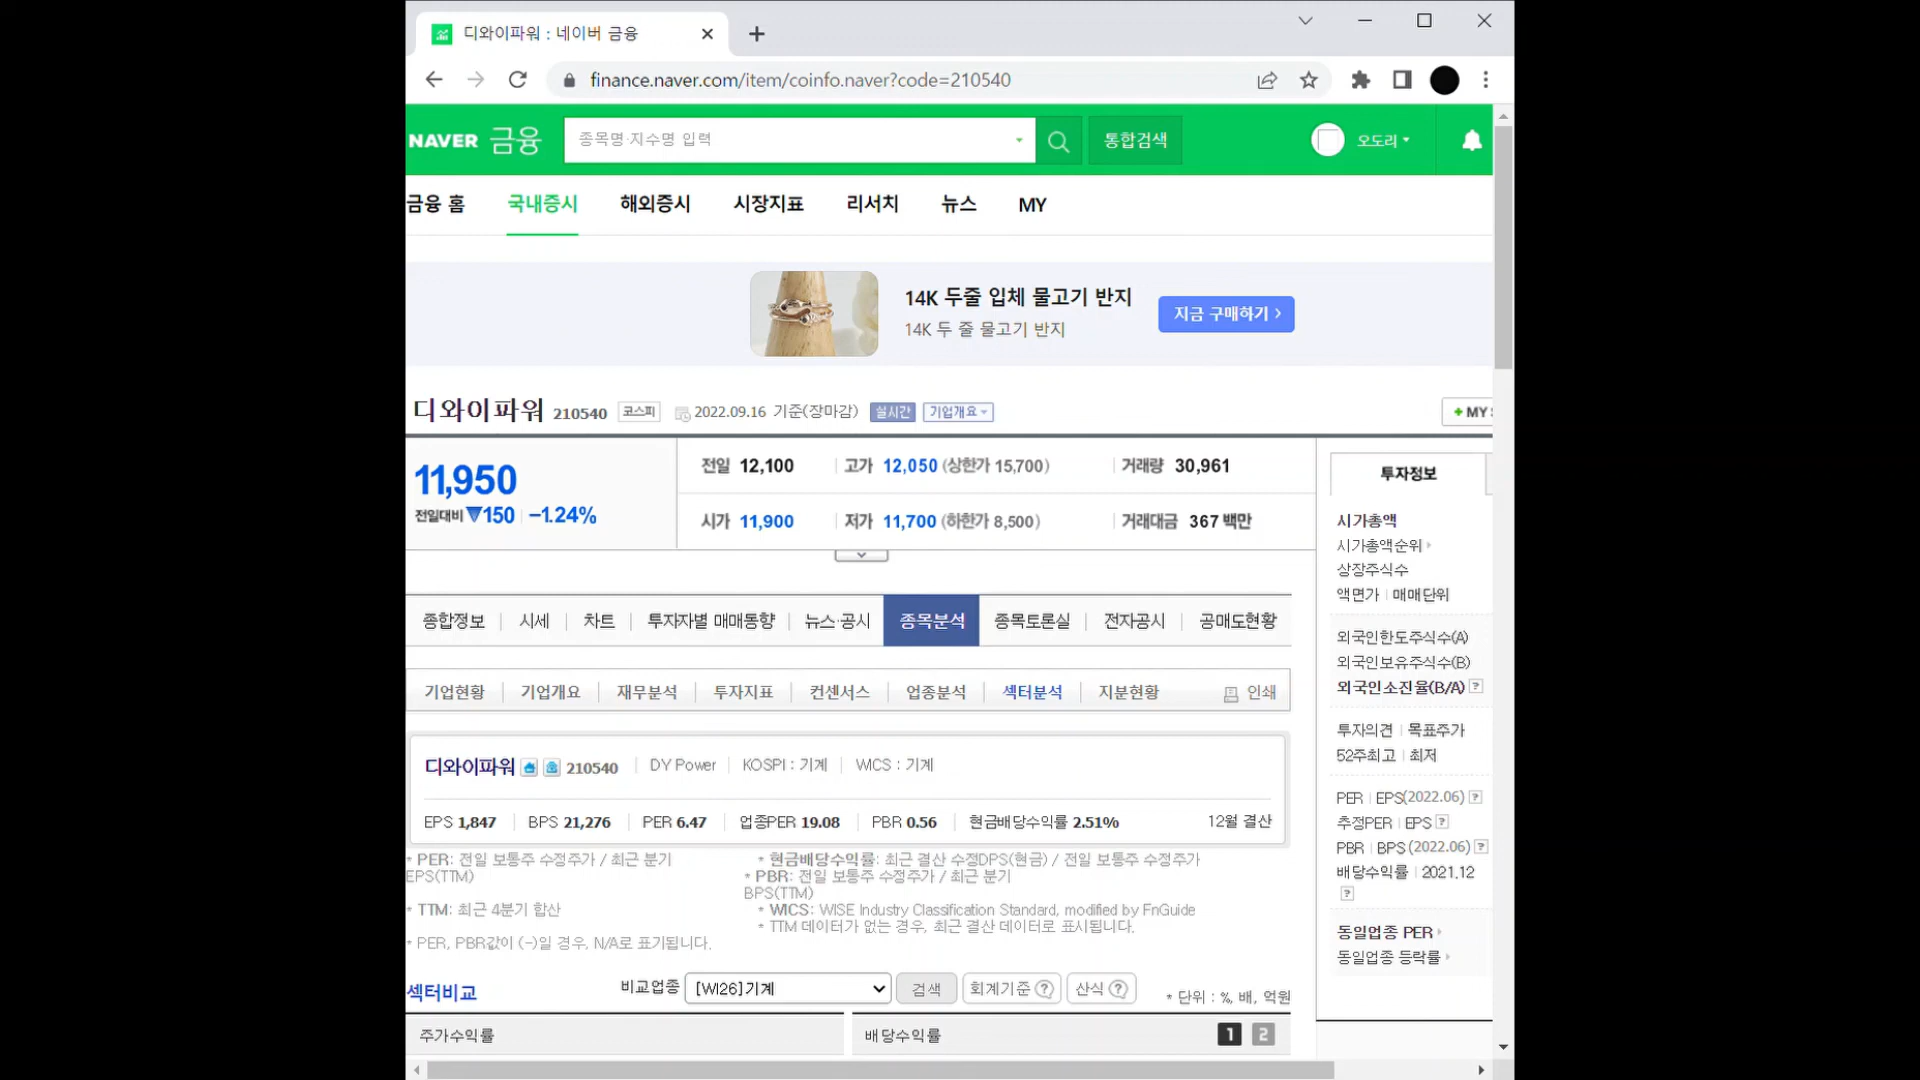 디와이파워 : 네이버 금융
finance.naver.com/item/coinfo.naver?code=210540
NAVER 금융 종목명·지수명 입력 통합검색 오도리
금융 홈 국내증시 해외증시 시장지표 리서치 뉴스 MY
14K 두줄 입체 물고기 반지
14K 두 줄 물고기 반지
지금 구매하기 >
디와이파워 210540 코스피 2022.09.16 기준(장마감) 실시간 기업개요
+ MY
11,950
전일대비 ▼150 -1.24%
전일 12,100 고가 12,050 (상한가 15,700) 거래량 30,961
시가 11,900 저가 11,700 (하한가 8,500) 거래대금 367 백만
종합정보 시세 차트 투자자별 매매동향 뉴스·공시 종목분석 종목토론실 전자공시 공매도현황
기업현황 기업개요 재무분석 투자지표 컨센서스 업종분석 섹터분석 지분현황 인쇄
디와이파워 210540 DY Power KOSPI : 기계 WICS : 기계
EPS 1,847 BPS 21,276 PER 6.47 업종PER 19.08 PBR 0.56 현금배당수익률 2.51% 12월 결산
* PER: 전일 보통주 수정주가 / 최근 분기
EPS(TTM)
* TTM: 최근 4분기 합산
* PER, PBR값이 (-)일 경우, N/A로 표기됩니다.
* 현금배당수익률: 최근 결산 수정DPS(현금) / 전일 보통주 수정주가
* PBR: 전일 보통주 수정주가 / 최근 분기
BPS(TTM)
* WICS: WISE Industry Classification Standard, modified by FnGuide
* TTM 데이터가 없는 경우, 최근 결산 데이터로 표시됩니다.
섹터비교 비교업종 [WI26]기계 검색 회계기준 ? 산식 ? * 단위 : %, 배, 억원
주가수익률 배당수익률 1 2
투자정보
시가총액
시가총액순위
상장주식수
액면가 매매단위
외국인한도주식수(A)
외국인보유주식수(B)
외국인소진율(B/A) ?
투자의견 목표주가
52주최고 최저
PER EPS(2022.06) ?
추정PER EPS ?
PBR BPS (2022.06) ?
배당수익률 2021.12
?
동일업종 PER
동일업종 등락률